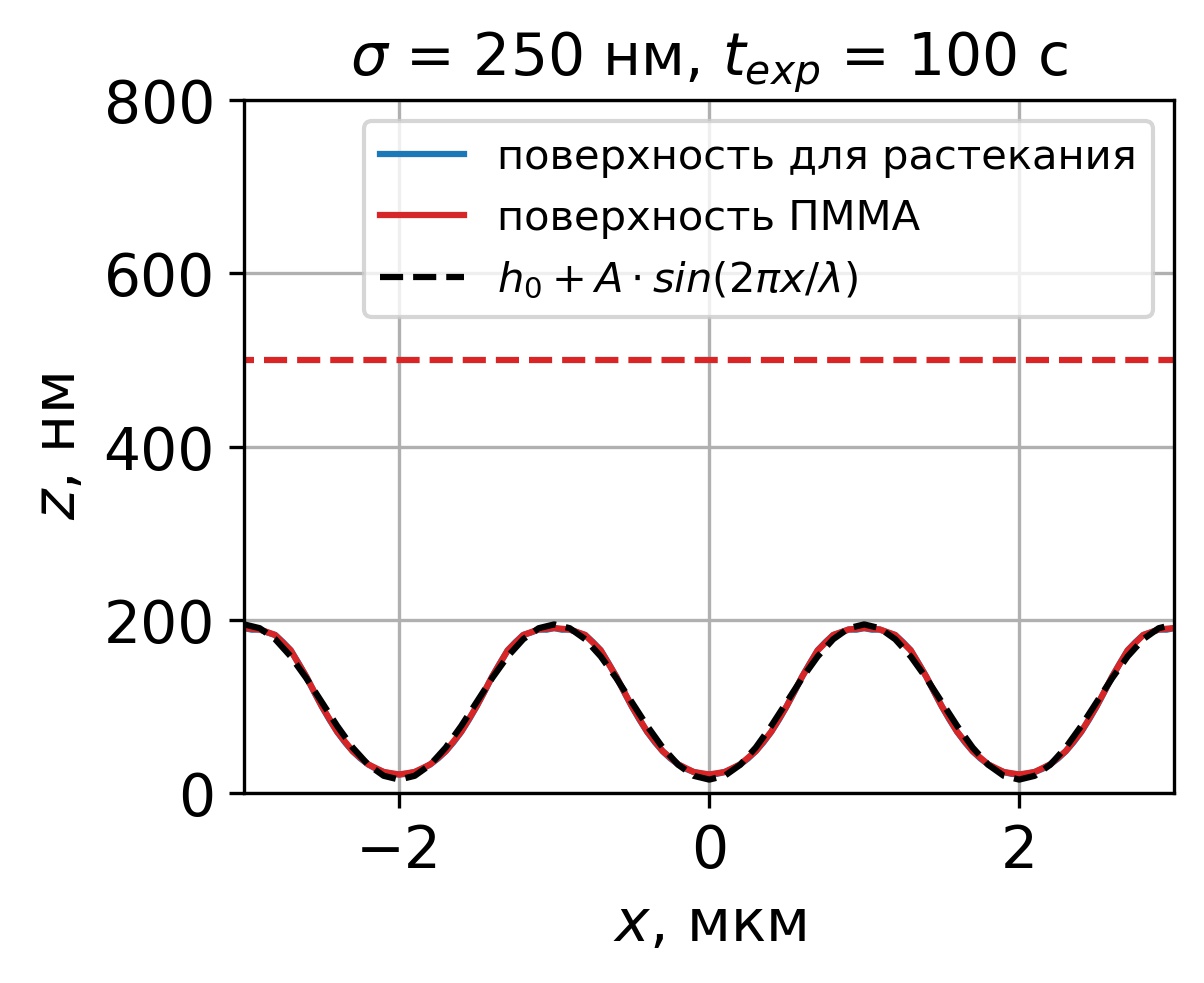 σ = 250 нм, t_exp = 100 с
800
600
400
200
0
z, нм
поверхность для растекания
поверхность ПММА
h₀ + A · sin(2πx/λ)
−2
0
2
x, мкм